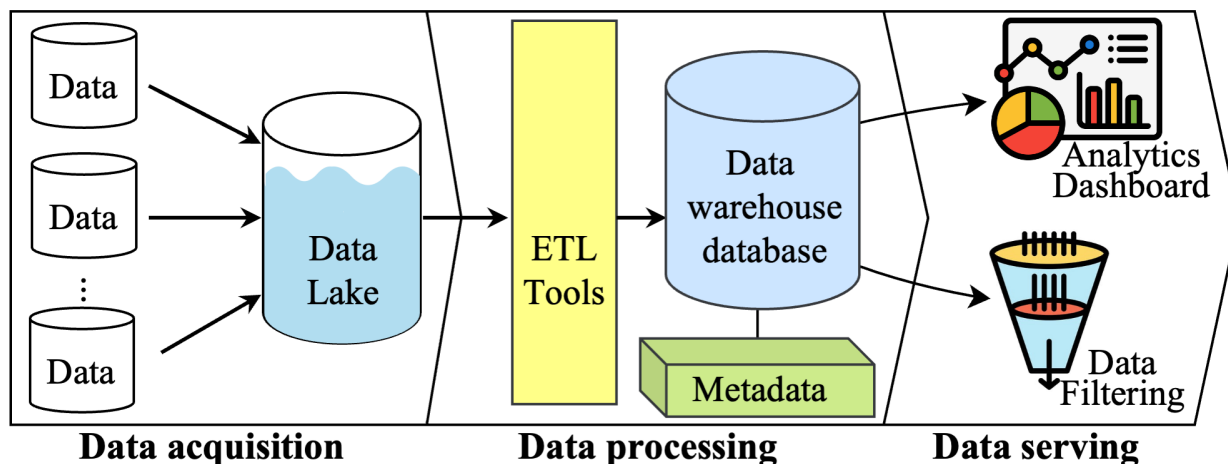 Data
Data
Data
Data
Lake
ETL
Tools
Data
warehouse
database
Metadata
Analytics
Dashboard
Data
Filtering
Data acquisition
Data processing
Data serving